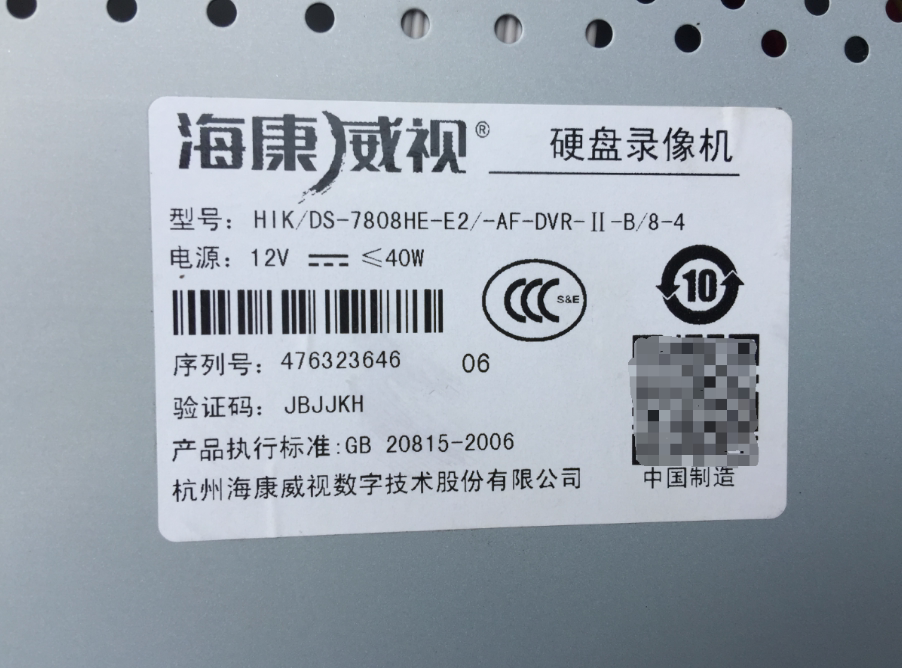 海康威视® 硬盘录像机
型号: HIK/DS-7808HE-E2/-AF-DVR-Ⅱ-B/8-4
电源: 12V ⎓ ≤40W
CCC S&E
10
序列号: 476323646 06
验证码: JBJJKH
产品执行标准:GB 20815-2006
杭州海康威视数字技术股份有限公司
中国制造